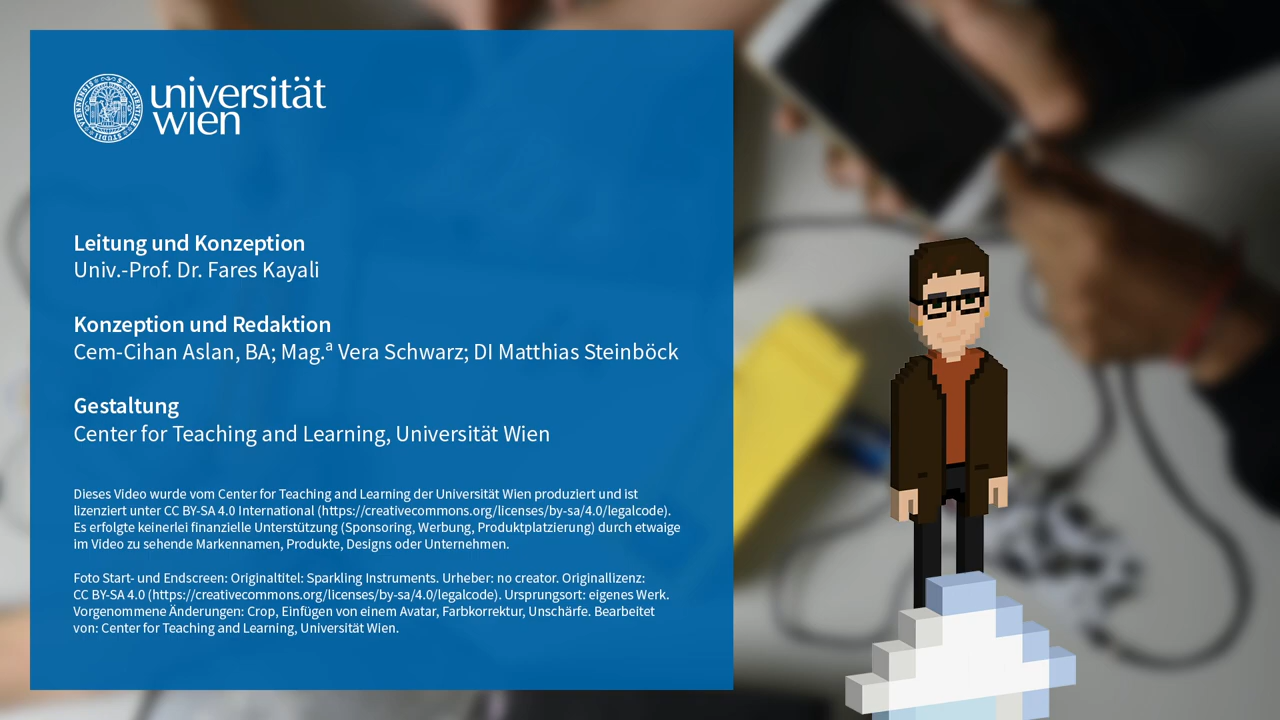 universität
wien
Leitung und Konzeption
Univ.-Prof. Dr. Fares Kayali
Konzeption und Redaktion
Cem-Cihan Aslan, BA; Mag.ª Vera Schwarz; DI Matthias Steinböck
Gestaltung
Center for Teaching and Learning, Universität Wien
Dieses Video wurde vom Center for Teaching and Learning der Universität Wien produziert und ist
lizenziert unter CC BY-SA 4.0 International (https://creativecommons.org/licenses/by-sa/4.0/legalcode).
Es erfolgte keinerlei finanzielle Unterstützung (Sponsoring, Werbung, Produktplatzierung) durch etwaige
im Video zu sehende Markennamen, Produkte, Designs oder Unternehmen.
Foto Start- und Endscreen: Originaltitel: Sparkling Instruments. Urheber: no creator. Originallizenz:
CC BY-SA 4.0 (https://creativecommons.org/licenses/by-sa/4.0/legalcode). Ursprungsort: eigenes Werk.
Vorgenommene Änderungen: Crop, Einfügen von einem Avatar, Farbkorrektur, Unschärfe. Bearbeitet
von: Center for Teaching and Learning, Universität Wien.